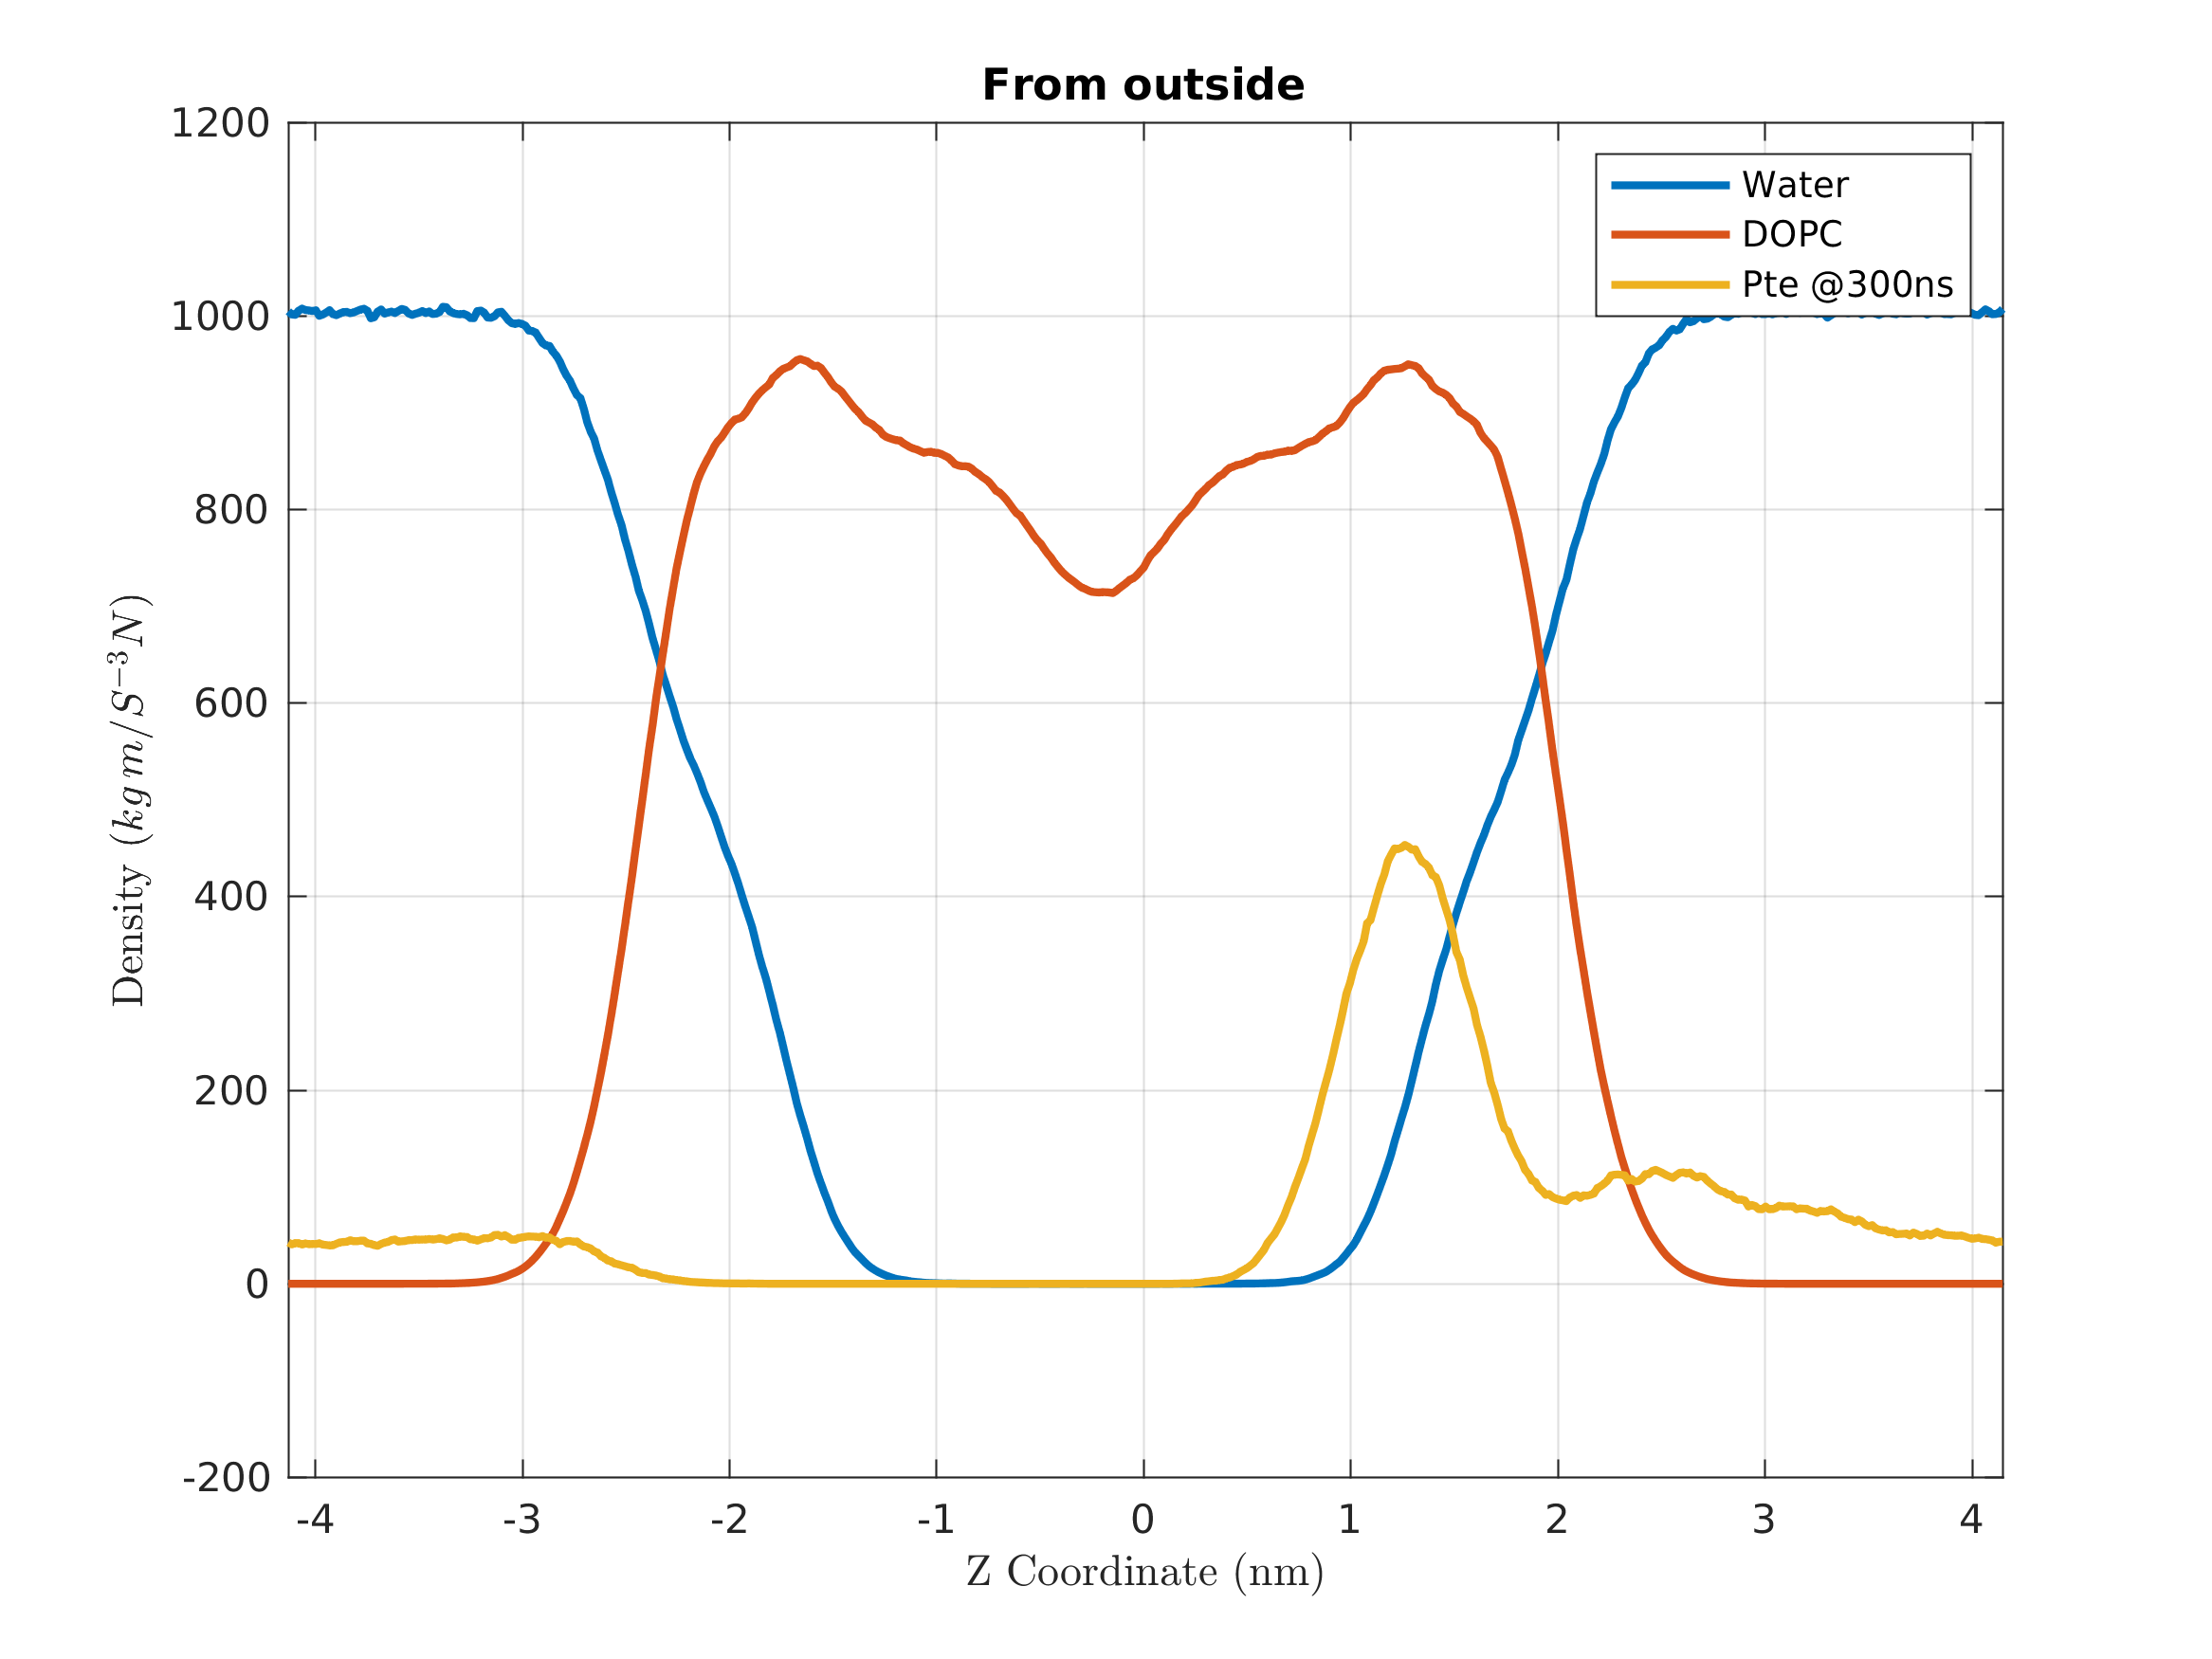 From outside
1200
1000
800
600
400
200
0
-200
Density (kg m/S⁻³N)
Water
DOPC
Pte @300ns
-4 -3 -2 -1 0 1 2 3 4
Z Coordinate (nm)